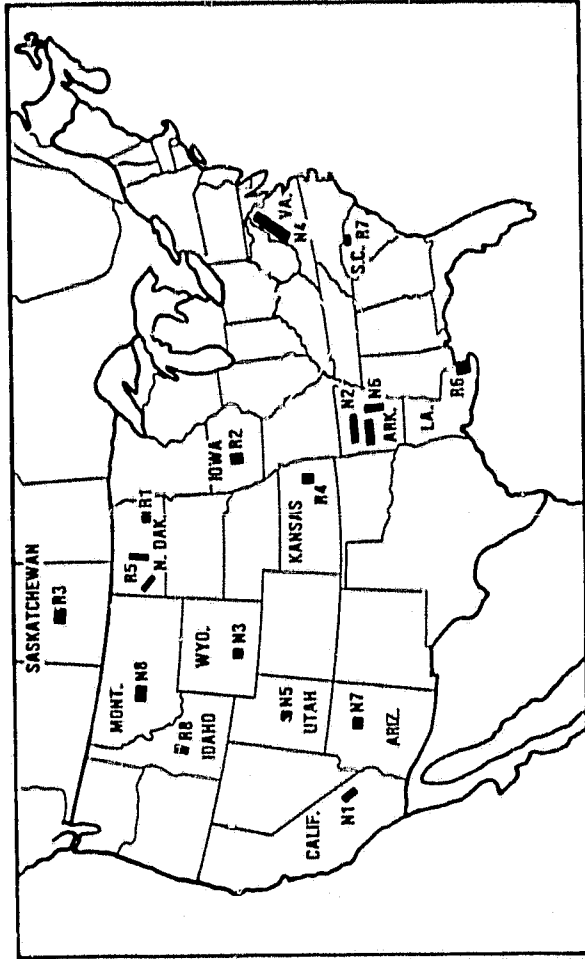 SASKATCHEWAN
R3
MONT.
N8
R5
N. DAK.
R1
R8
IDAHO
WYO.
N3
IOWA
R2
CALIF.
N1
N5
UTAH
KANSAS
R4
VA.
N4
N7
ARIZ.
N2
N6
ARK.
LA.
R6
S.C. R7